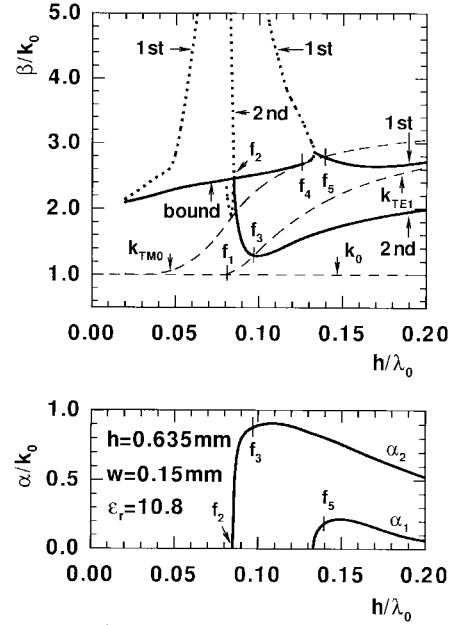 β/k₀
5.0
4.0
3.0
2.0
1.0
1st
1st
2nd
f₂
1st
f₄
f₅
bound
k_TE1
k_TM0
f₁
f₃
k₀
2nd
0.00 0.05 0.10 0.15 0.20
h/λ₀
α/k₀
1.0
0.5
0.0
h=0.635mm
w=0.15mm
εᵣ=10.8
f₂
f₃
f₅
α₂
α₁
0.00 0.05 0.10 0.15 0.20
h/λ₀